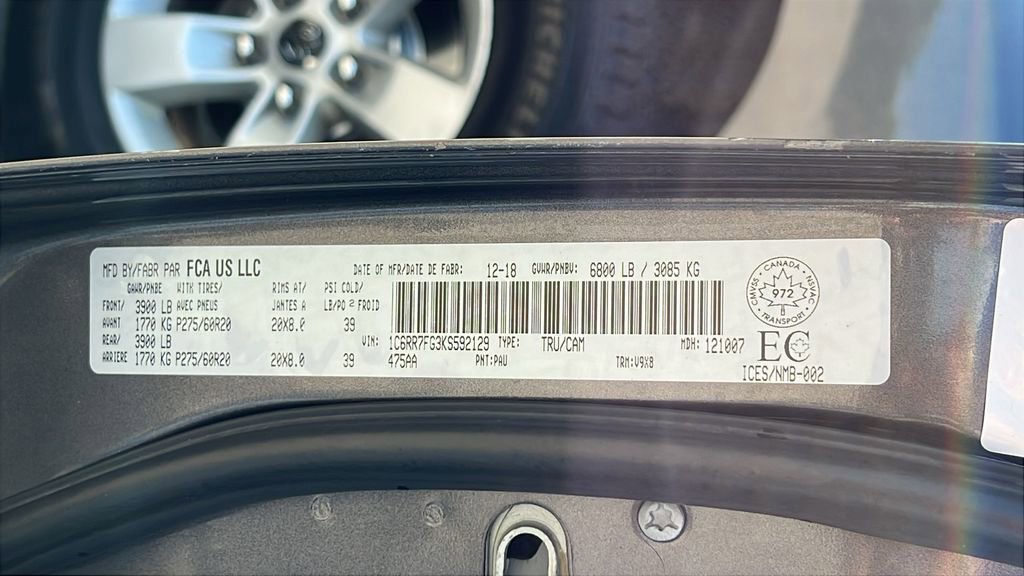 MICHEL
MFD BY/FABR PAR FCA US LLC DATE OF MFR/DATE DE FABR: 12-18 GVWR/PNBV: 6800 LB / 3085 KG
GAWR/PNBE WITH TIRES/ RIMS AT/ PSI COLD/
FRONT/ 3900 LB AVEC PNEUS JANTES A LB/PO 2 FROID
AVANT 1770 KG P275/60R20 20X8.0 39
REAR/ 3900 LB
ARRIERE 1770 KG P275/60R20 20X8.0 39
VIN: 1C6RR7FG3KS592129 TYPE: TRU/CAM MDH: 121007
475AA PNT:PAU TRM:V9X8
CANADA
CMVSS NSVAC
972
TRANSPORT
EC
ICES/NMB-002